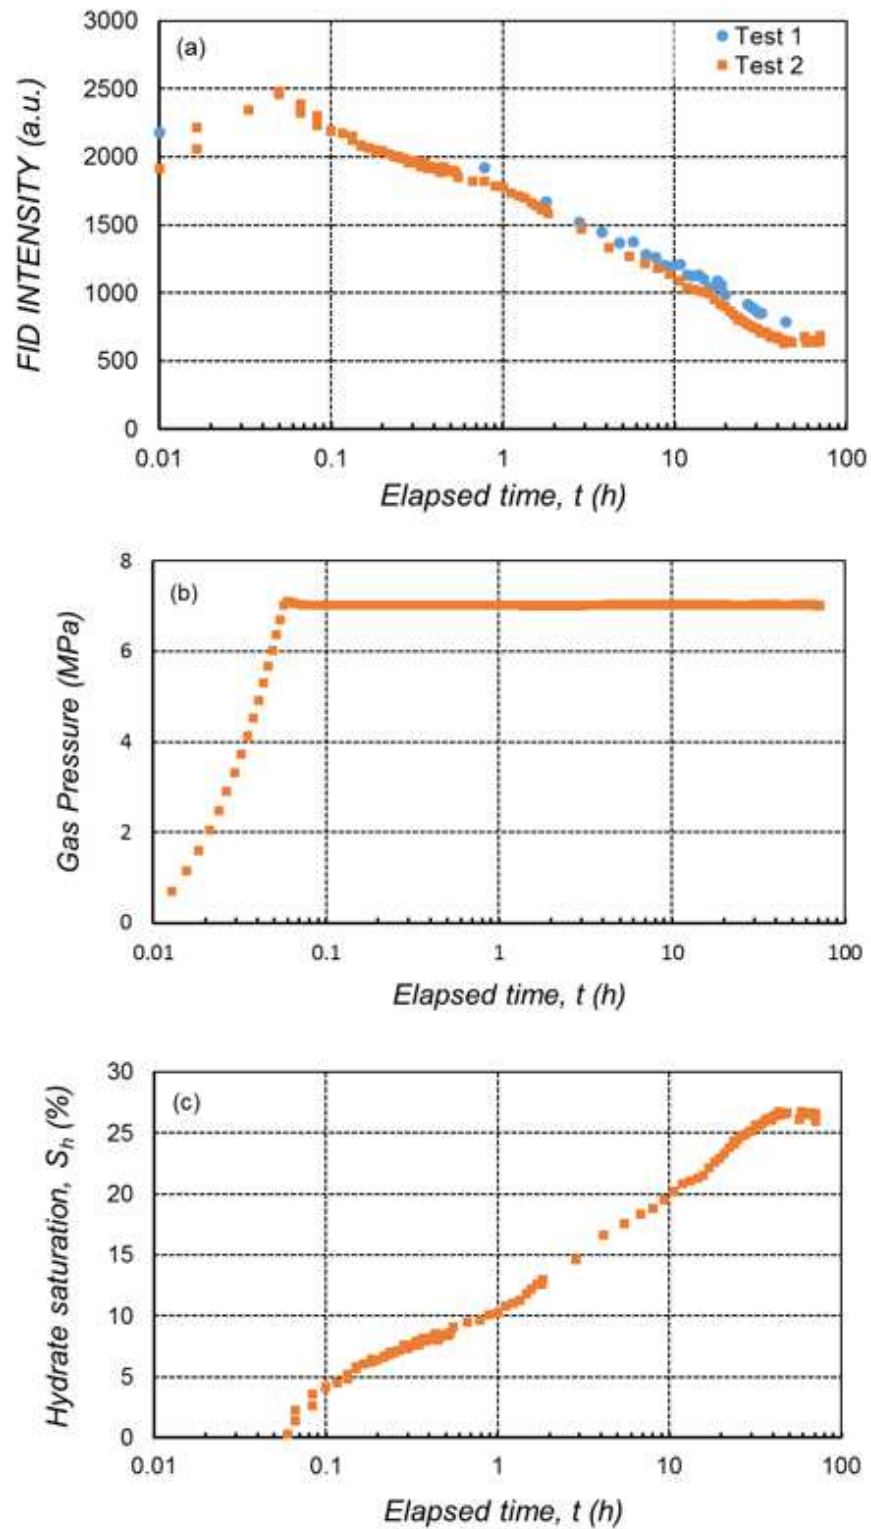 (a)
Test 1
Test 2
3000
2500
2000
1500
1000
500
0
FID INTENSITY (a.u.)
0.01 0.1 1 10 100
Elapsed time, t (h)
(b)
8
6
4
2
0
Gas Pressure (MPa)
0.01 0.1 1 10 100
Elapsed time, t (h)
(c)
30
25
20
15
10
5
0
Hydrate saturation, Sₕ (%)
0.01 0.1 1 10 100
Elapsed time, t (h)